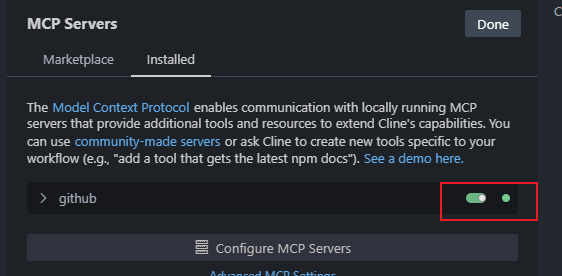 MCP Servers
Done
C
Marketplace
Installed
The Model Context Protocol enables communication with locally running MCP
servers that provide additional tools and resources to extend Cline's capabilities. You
can use community-made servers or ask Cline to create new tools specific to your
workflow (e.g., "add a tool that gets the latest npm docs"). See a demo here.
github
Configure MCP Servers
Advanced MCP Settings